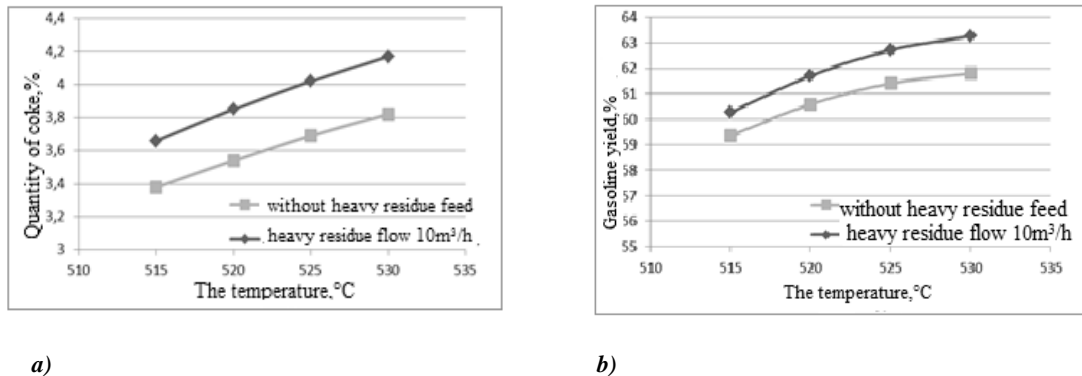 4,4
4,2
4
3,8
3,6
3,4
3,2
3
Quantity of coke,%
without heavy residue feed
heavy residue flow 10m³/h
510 515 520 525 530 535
The temperature,°C
a)
64
63
62
61
60
59
58
57
56
55
Gasoline yield,%
without heavy residue feed
heavy residue flow 10m³/h
510 515 520 525 530 535
The temperature,°C
b)